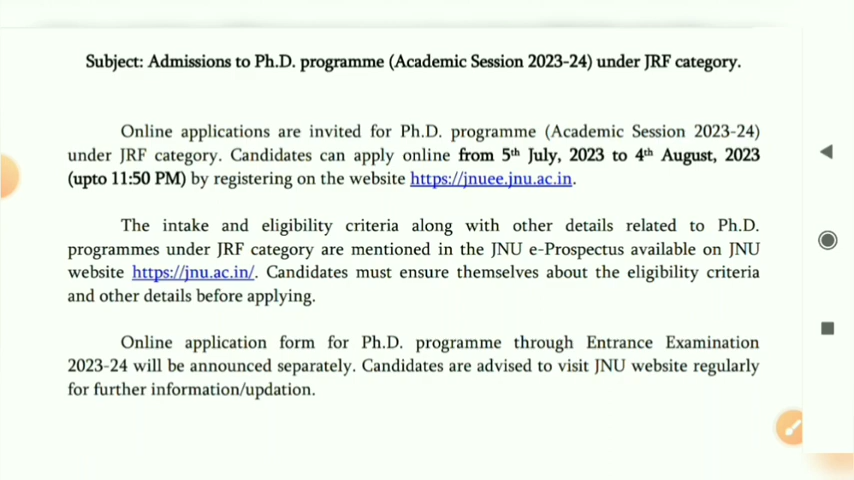 Subject: Admissions to Ph.D. programme (Academic Session 2023-24) under JRF category.
Online applications are invited for Ph.D. programme (Academic Session 2023-24)
under JRF category. Candidates can apply online from 5th July, 2023 to 4th August, 2023
(upto 11:50 PM) by registering on the website https://jnuee.jnu.ac.in.
The intake and eligibility criteria along with other details related to Ph.D.
programmes under JRF category are mentioned in the JNU e-Prospectus available on JNU
website https://jnu.ac.in/. Candidates must ensure themselves about the eligibility criteria
and other details before applying.
Online application form for Ph.D. programme through Entrance Examination
2023-24 will be announced separately. Candidates are advised to visit JNU website regularly
for further information/updation.